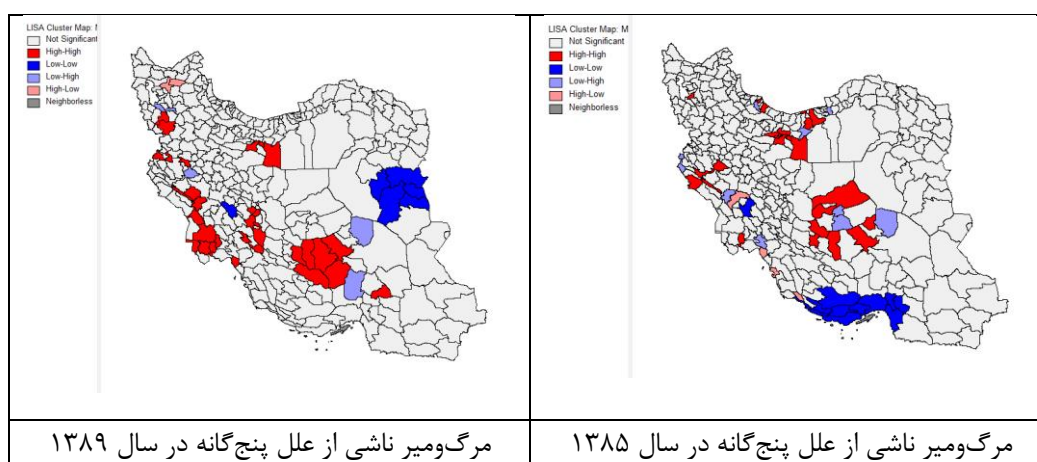 LISA Cluster Map: M
Not Significant
High-High
Low-Low
Low-High
High-Low
Neighborless
مرگ‌ومیر ناشی از علل پنج‌گانه در سال ۱۳۸۵
LISA Cluster Map: I
Not Significant
High-High
Low-Low
Low-High
High-Low
Neighborless
مرگ‌ومیر ناشی از علل پنج‌گانه در سال ۱۳۸۹